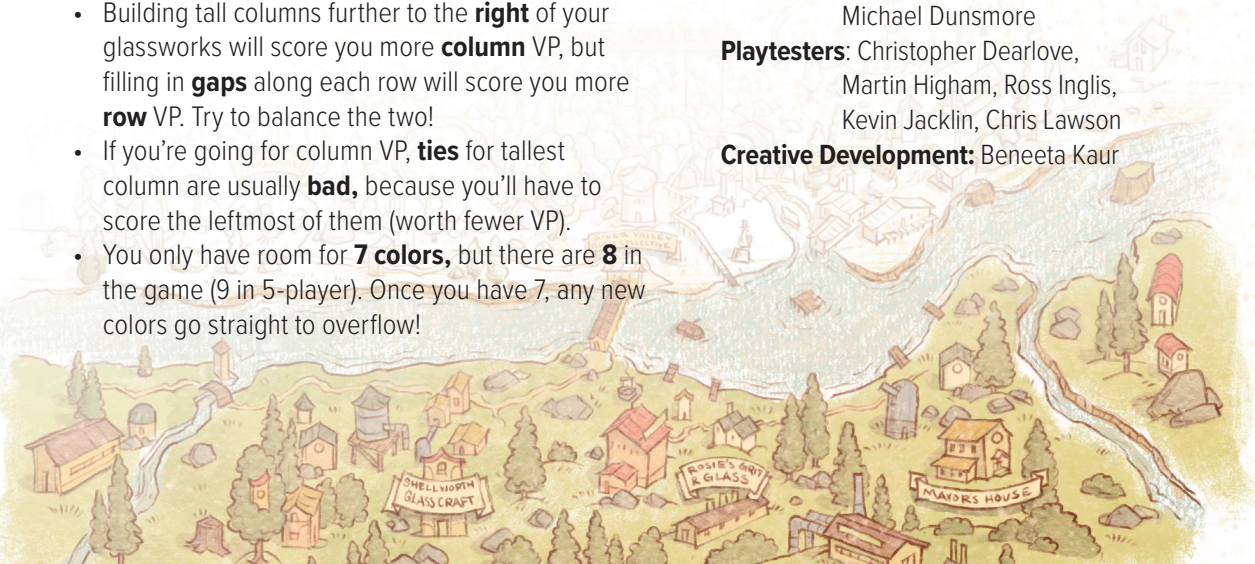 • Building tall columns further to the right of your
glassworks will score you more column VP, but
filling in gaps along each row will score you more
row VP. Try to balance the two!
• If you're going for column VP, ties for tallest
column are usually bad, because you'll have to
score the leftmost of them (worth fewer VP).
• You only have room for 7 colors, but there are 8 in
the game (9 in 5-player). Once you have 7, any new
colors go straight to overflow!
Michael Dunsmore
Playtesters: Christopher Dearlove,
Martin Higham, Ross Inglis,
Kevin Jacklin, Chris Lawson
Creative Development: Beneeta Kaur
SHELLWORTH
GLASS CRAFT
ROSIE'S GRIT
& GLASS
MAYOR'S HOUSE